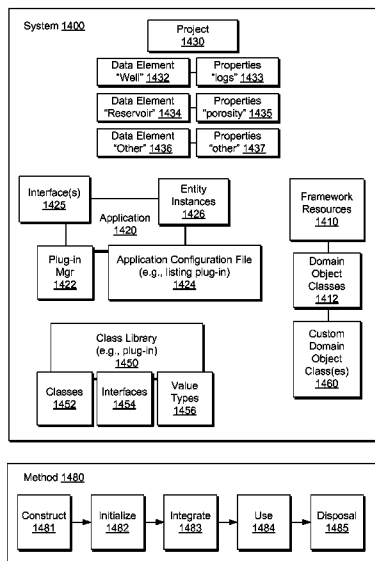 System 1400
Project
1430
Data Element
"Well" 1432
Properties
"logs" 1433
Data Element
"Reservoir" 1434
Properties
"porosity" 1435
Data Element
"Other" 1436
Properties
"other" 1437
Interface(s)
1425
Entity
Instances
1426
Application
1420
Plug-in
Mgr
1422
Application Configuration File
(e.g., listing plug-in)
1424
Framework
Resources
1410
Domain
Object
Classes
1412
Custom
Domain
Object
Class(es)
1460
Class Library
(e.g., plug-in)
1450
Classes
1452
Interfaces
1454
Value
Types
1456
Method 1480
Construct
1481
Initialize
1482
Integrate
1483
Use
1484
Disposal
1485